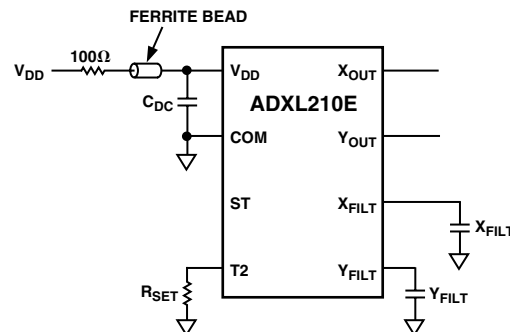 FERRITE BEAD
100Ω
V_DD
V_DD X_OUT
C_DC
ADXL210E
COM Y_OUT
ST X_FILT
X_FILT
T2 Y_FILT
R_SET
Y_FILT